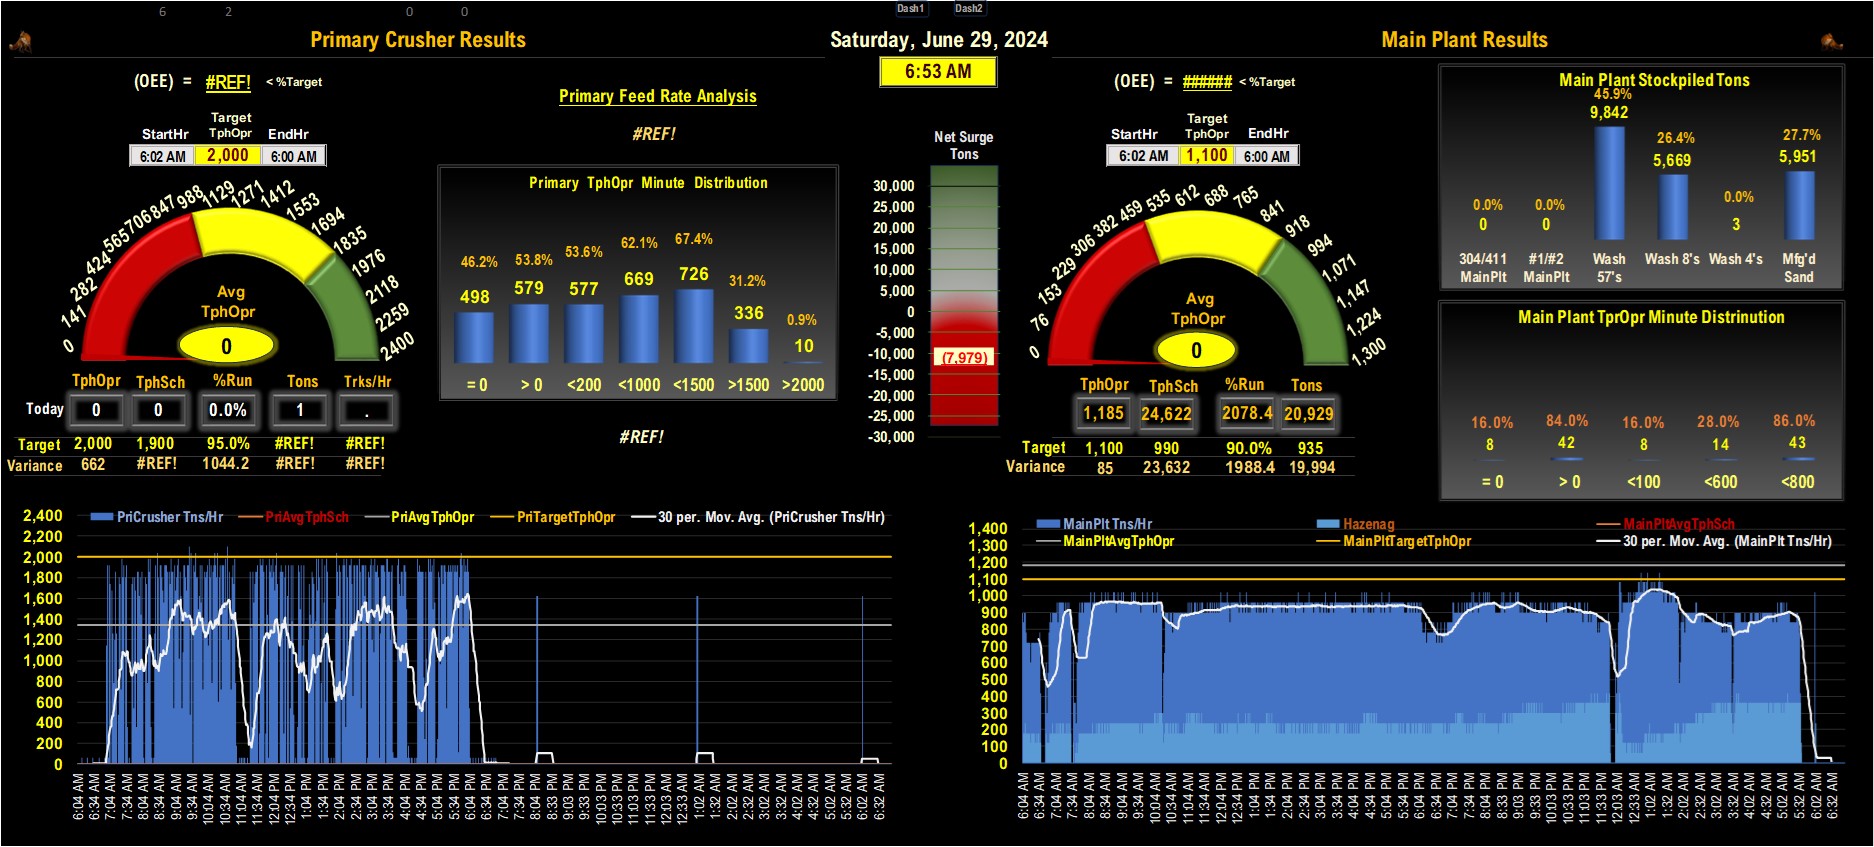 6 2 0 0 Dash1 Dash2
Primary Crusher Results
Saturday, June 29, 2024
Main Plant Results
6:53 AM
(OEE) = #REF! < %Target
Target
StartHr TphOpr EndHr
6:02 AM 2,000 6:00 AM
0 141 282 424 565 706 847 988 1129 1271 1412 1553 1694 1835 1976 2118 2259 2400
Avg
TphOpr
0
TphOpr TphSch %Run Tons Trks/Hr
Today 0 0 0.0% 1 .
Target 2,000 1,900 95.0% #REF! #REF!
Variance 662 #REF! 1044.2 #REF! #REF!
Primary Feed Rate Analysis
#REF!
Primary TphOpr Minute Distribution
46.2% 53.8% 53.6% 62.1% 67.4% 31.2% 0.9%
498 579 577 669 726 336 10
= 0 > 0 <200 <1000 <1500 >1500 >2000
#REF!
Net Surge
Tons
30,000
25,000
20,000
15,000
10,000
5,000
0
-5,000
-10,000
(7,979)
-15,000
-20,000
-25,000
-30,000
(OEE) = ###### < %Target
Target
StartHr TphOpr EndHr
6:02 AM 1,100 6:00 AM
0 76 153 229 306 382 459 535 612 688 765 841 918 994 1,071 1,147 1,224 1,300
Avg
TphOpr
0
TphOpr TphSch %Run Tons
1,185 24,622 2078.4 20,929
Target 1,100 990 90.0% 935
Variance 85 23,632 1988.4 19,994
Main Plant Stockpiled Tons
0.0% 0.0% 45.9% 26.4% 0.0% 27.7%
0 0 9,842 5,669 3 5,951
304/411 #1/#2 Wash Wash 8's Wash 4's Mfg'd
MainPlt MainPlt 57's Sand
Main Plant TprOpr Minute Distrinution
16.0% 84.0% 16.0% 28.0% 86.0%
8 42 8 14 43
= 0 > 0 <100 <600 <800
PriCrusher Tns/Hr PriAvgTphSch PriAvgTphOpr PriTargetTphOpr 30 per. Mov. Avg. (PriCrusher Tns/Hr)
2,400
2,200
2,000
1,800
1,600
1,400
1,200
1,000
800
600
400
200
0
6:04 AM 6:34 AM 7:04 AM 7:34 AM 8:04 AM 8:34 AM 9:04 AM 9:34 AM 10:04 AM 10:34 AM 11:04 AM 11:34 AM 12:04 PM 12:34 PM 1:04 PM 1:34 PM 2:04 PM 2:34 PM 3:04 PM 3:34 PM 4:04 PM 4:34 PM 5:04 PM 5:34 PM 6:04 PM 6:34 PM 7:04 PM 7:34 PM 8:04 PM 8:33 PM 9:03 PM 9:33 PM 10:03 PM 10:33 PM 11:03 PM 11:33 PM 12:03 AM 12:33 AM 1:02 AM 1:32 AM 2:02 AM 2:32 AM 3:02 AM 3:32 AM 4:02 AM 4:32 AM 5:02 AM 5:32 AM 6:02 AM 6:32 AM
MainPlt Tns/Hr Hazenag MainPltAvgTphSch
MainPltAvgTphOpr MainPltTargetTphOpr 30 per. Mov. Avg. (MainPlt Tns/Hr)
1,400
1,300
1,200
1,100
1,000
900
800
700
600
500
400
300
200
100
0
6:04 AM 6:34 AM 7:04 AM 7:34 AM 8:04 AM 8:34 AM 9:04 AM 9:34 AM 10:04 AM 10:34 AM 11:04 AM 11:34 AM 12:04 PM 12:34 PM 1:04 PM 1:34 PM 2:04 PM 2:34 PM 3:04 PM 3:34 PM 4:04 PM 4:34 PM 5:04 PM 5:34 PM 6:04 PM 6:34 PM 7:04 PM 7:34 PM 8:03 PM 8:33 PM 9:03 PM 9:33 PM 10:03 PM 10:33 PM 11:03 PM 11:33 PM 12:03 AM 12:33 AM 1:02 AM 1:32 AM 2:02 AM 2:32 AM 3:02 AM 3:32 AM 4:02 AM 4:32 AM 5:02 AM 5:32 AM 6:02 AM 6:32 AM